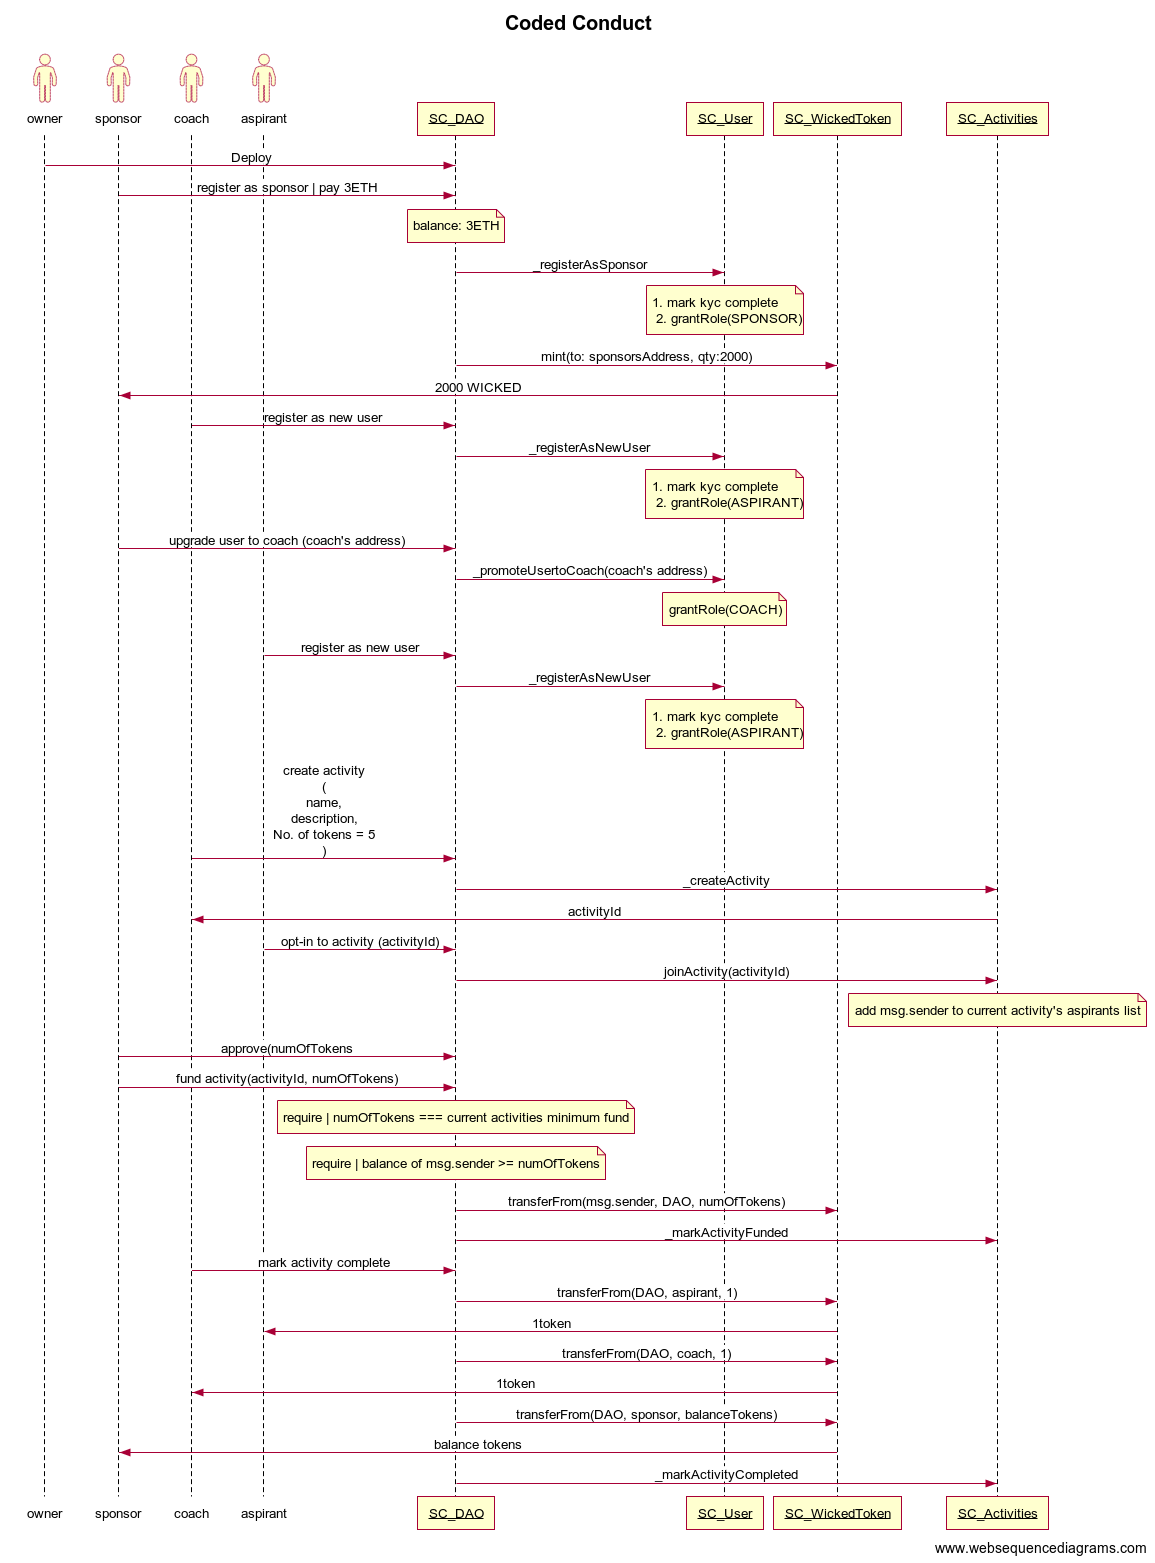 Coded Conduct
owner
sponsor
coach
aspirant
SC_DAO
SC_User
SC_WickedToken
SC_Activities
Deploy
register as sponsor | pay 3ETH
balance: 3ETH
_registerAsSponsor
1. mark kyc complete
2. grantRole(SPONSOR)
mint(to: sponsorsAddress, qty:2000)
2000 WICKED
register as new user
_registerAsNewUser
1. mark kyc complete
2. grantRole(ASPIRANT)
upgrade user to coach (coach's address)
_promoteUsertoCoach(coach's address)
grantRole(COACH)
register as new user
_registerAsNewUser
1. mark kyc complete
2. grantRole(ASPIRANT)
create activity
(
name,
description,
No. of tokens = 5
)
_createActivity
activityId
opt-in to activity (activityId)
joinActivity(activityId)
add msg.sender to current activity's aspirants list
approve(numOfTokens
fund activity(activityId, numOfTokens)
require | numOfTokens === current activities minimum fund
require | balance of msg.sender >= numOfTokens
transferFrom(msg.sender, DAO, numOfTokens)
_markActivityFunded
mark activity complete
transferFrom(DAO, aspirant, 1)
1token
transferFrom(DAO, coach, 1)
1token
transferFrom(DAO, sponsor, balanceTokens)
balance tokens
_markActivityCompleted
owner
sponsor
coach
aspirant
SC_DAO
SC_User
SC_WickedToken
SC_Activities
www.websequencediagrams.com